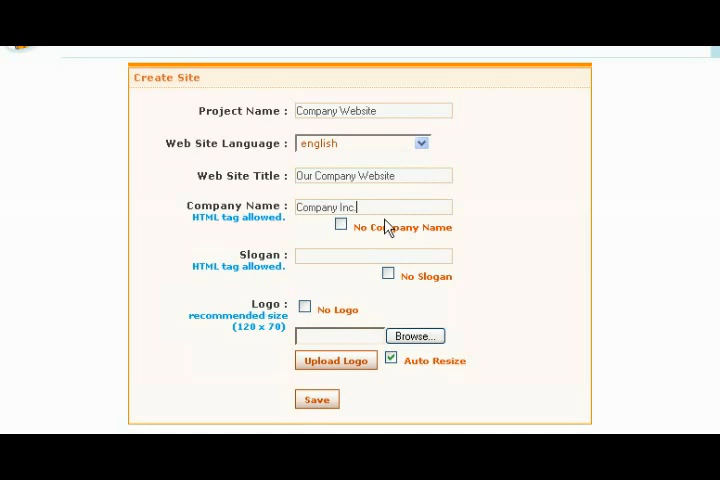 Create Site
Project Name : Company Website
Web Site Language : english
Web Site Title : Our Company Website
Company Name : Company Inc.
HTML tag allowed.
No Company Name
Slogan :
HTML tag allowed.
No Slogan
Logo : No Logo
recommended size
(120 x 70)
Browse...
Upload Logo Auto Resize
Save